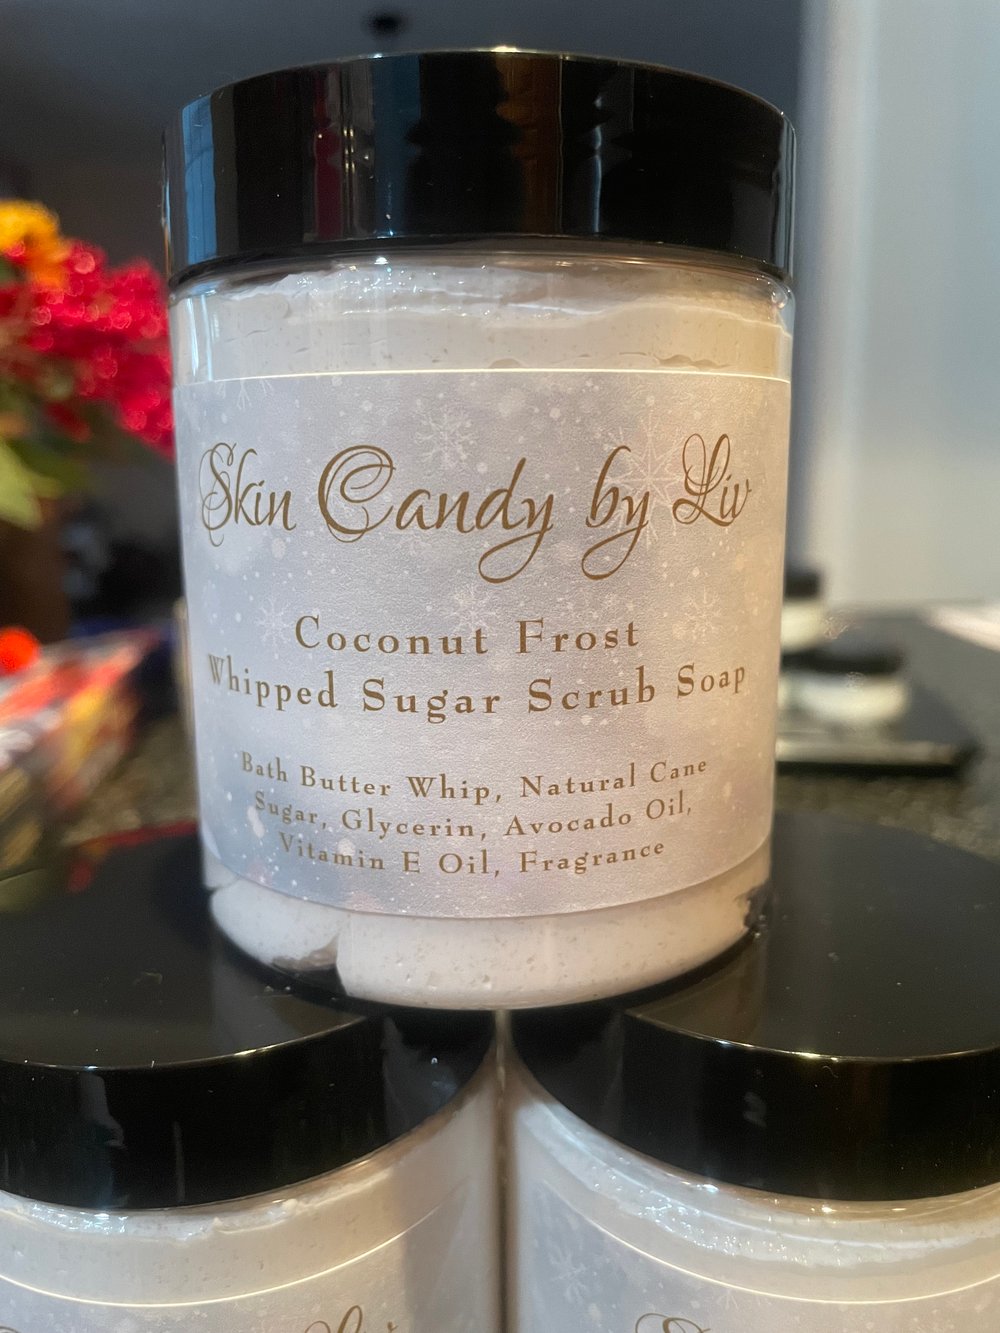 Skin Candy by Liv
Coconut Frost
Whipped Sugar Scrub Soap
Bath Butter Whip, Natural Cane
Sugar, Glycerin, Avocado Oil,
Vitamin E Oil, Fragrance